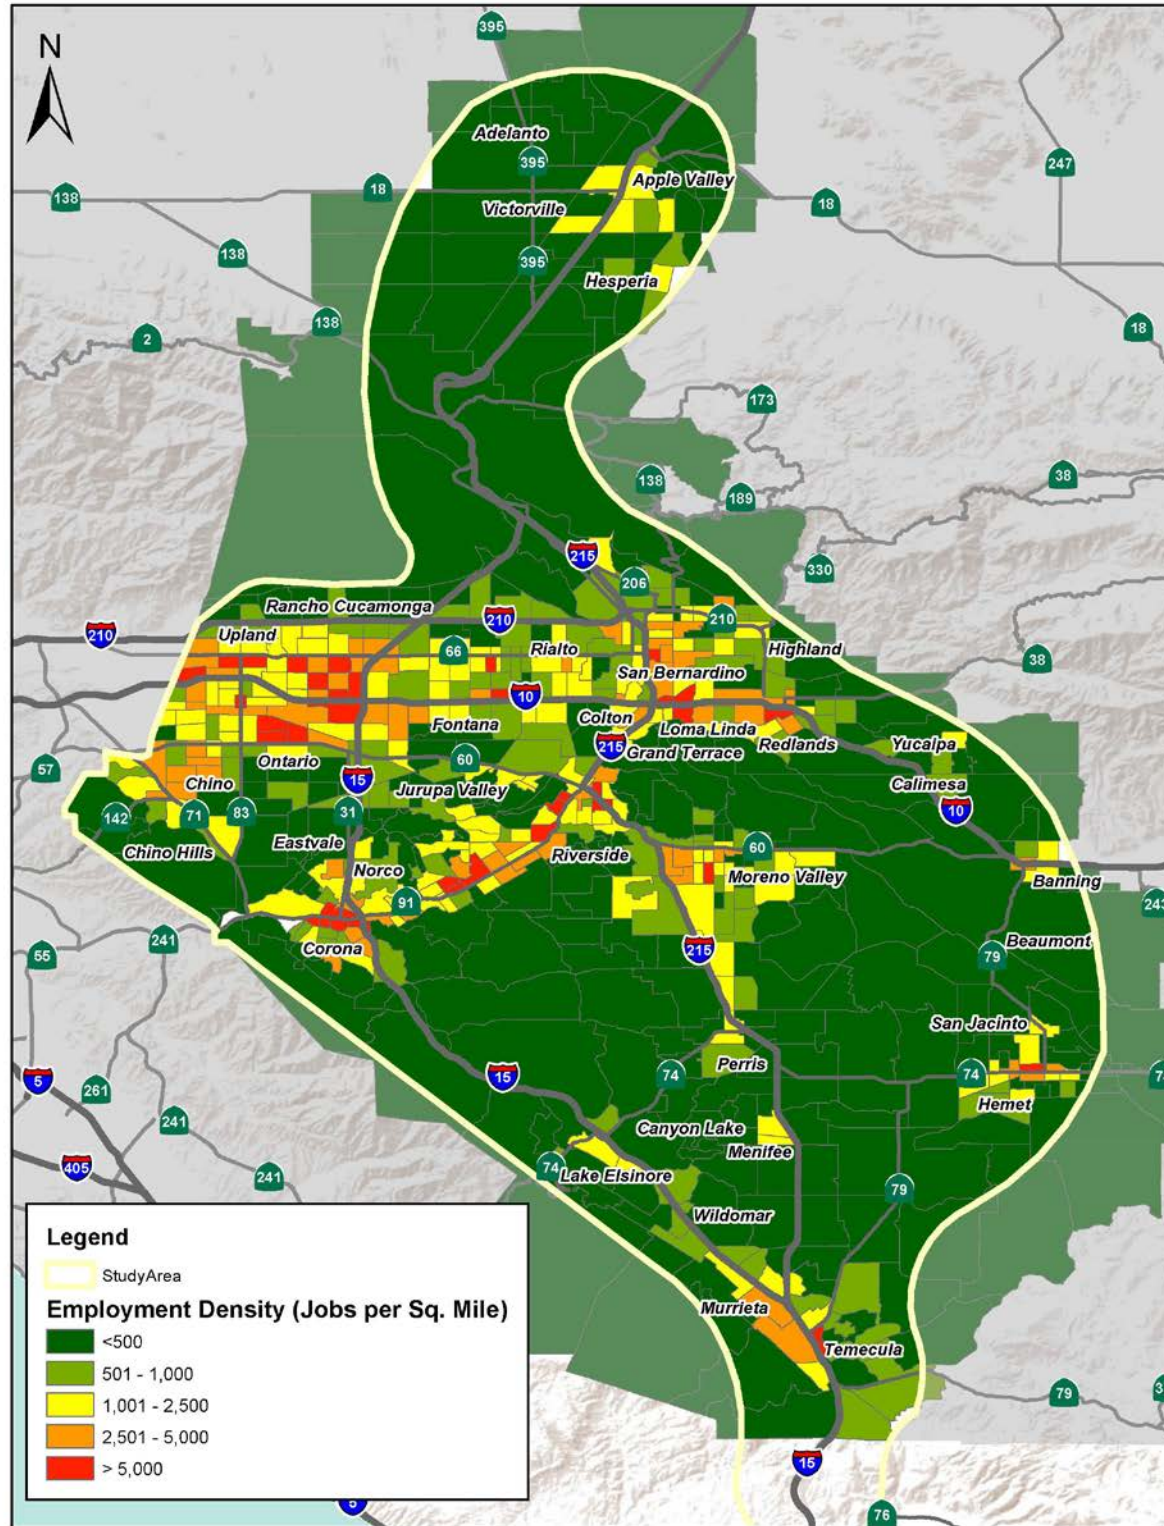 N
395
Adelanto
395
247
138
18
Apple Valley
Victorville
18
138
395
Hesperia
138
18
2
173
138
38
189
215
330
206
Rancho Cucamonga
210
210
210
Upland
66
Rialto
Highland
38
San Bernardino
10
Colton
Fontana
Loma Linda
215
Grand Terrace
Redlands
Yucaipa
57
Ontario
60
15
Chino
Jurupa Valley
Calimesa
142
71
83
31
10
Eastvale
Chino Hills
Riverside
60
Norco
Moreno Valley
Banning
91
243
241
Corona
215
Beaumont
55
79
San Jacinto
5
15
Perris
74
74
261
Hemet
241
Canyon Lake
Menifee
405
74
241
Lake Elsinore
79
Wildomar
Murrieta
Temecula
79
15
76
Legend
StudyArea
Employment Density (Jobs per Sq. Mile)
<500
501 - 1,000
1,001 - 2,500
2,501 - 5,000
> 5,000